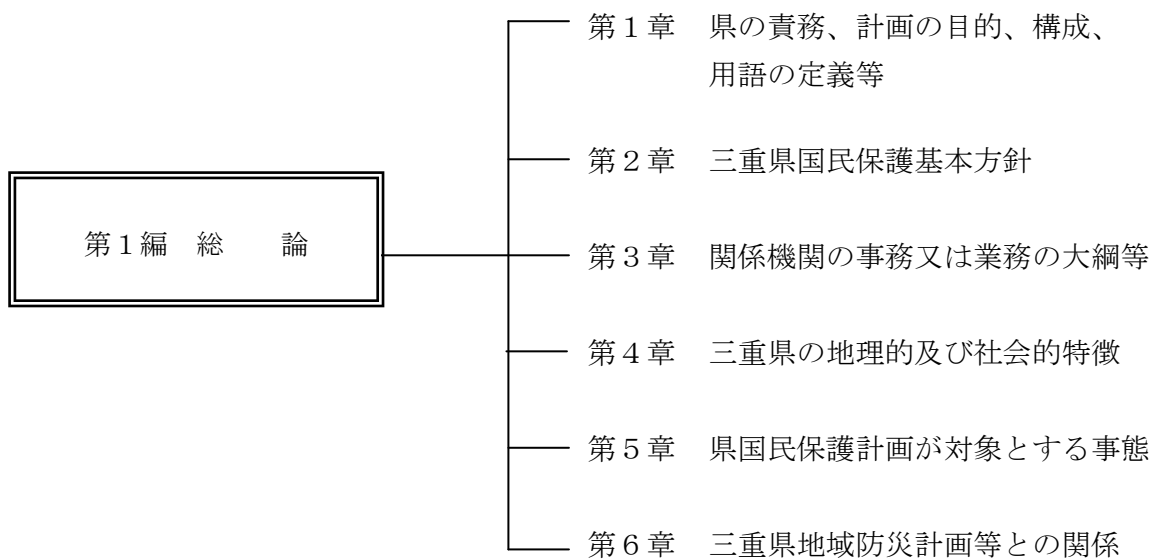 第１章　県の責務、計画の目的、構成、
用語の定義等
第２章　三重県国民保護基本方針
第１編　総　　論
第３章　関係機関の事務又は業務の大綱等
第４章　三重県の地理的及び社会的特徴
第５章　県国民保護計画が対象とする事態
第６章　三重県地域防災計画等との関係